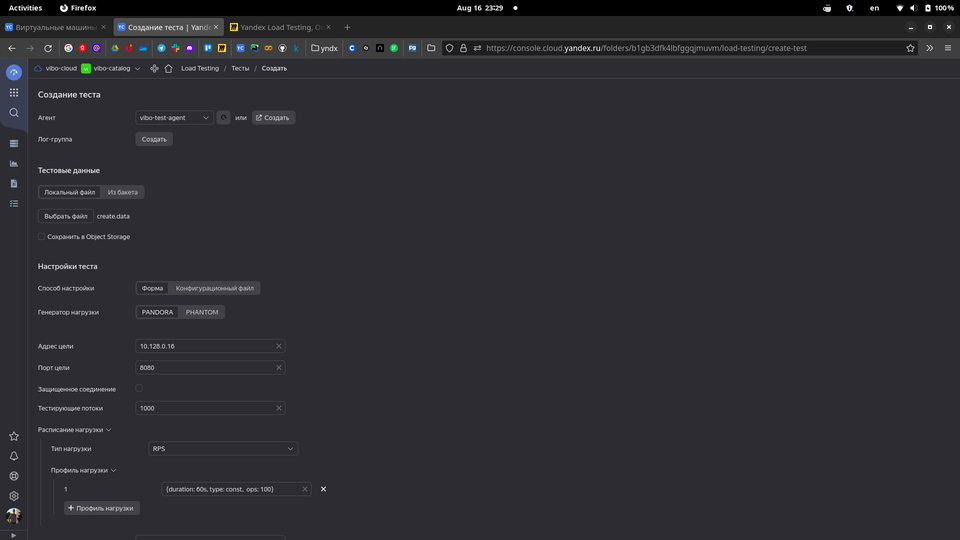 Activities
Firefox
Aug 16 23:29
en
100%
Виртуальные машины
Создание теста | Yande
Yandex Load Testing, О
yndx
https://console.cloud.yandex.ru/folders/b1gb3dfk4lbfggqjmuvm/load-testing/create-test
vibo-cloud
vibo-catalog
Load Testing / Тесты / Создать
Создание теста
Агент
vibo-test-agent
или
Создать
Лог-группа
Создать
Тестовые данные
Локальный файл
Из бакета
Выбрать файл
create.data
Сохранить в Object Storage
Настройки теста
Способ настройки
Форма
Конфигурационный файл
Генератор нагрузки
PANDORA
PHANTOM
Адрес цели
10.128.0.16
Порт цели
8080
Защищенное соединение
Тестирующие потоки
1000
Расписание нагрузки
Тип нагрузки
RPS
Профиль нагрузки
1
{duration: 60s, type: const, ops: 100}
Профиль нагрузки